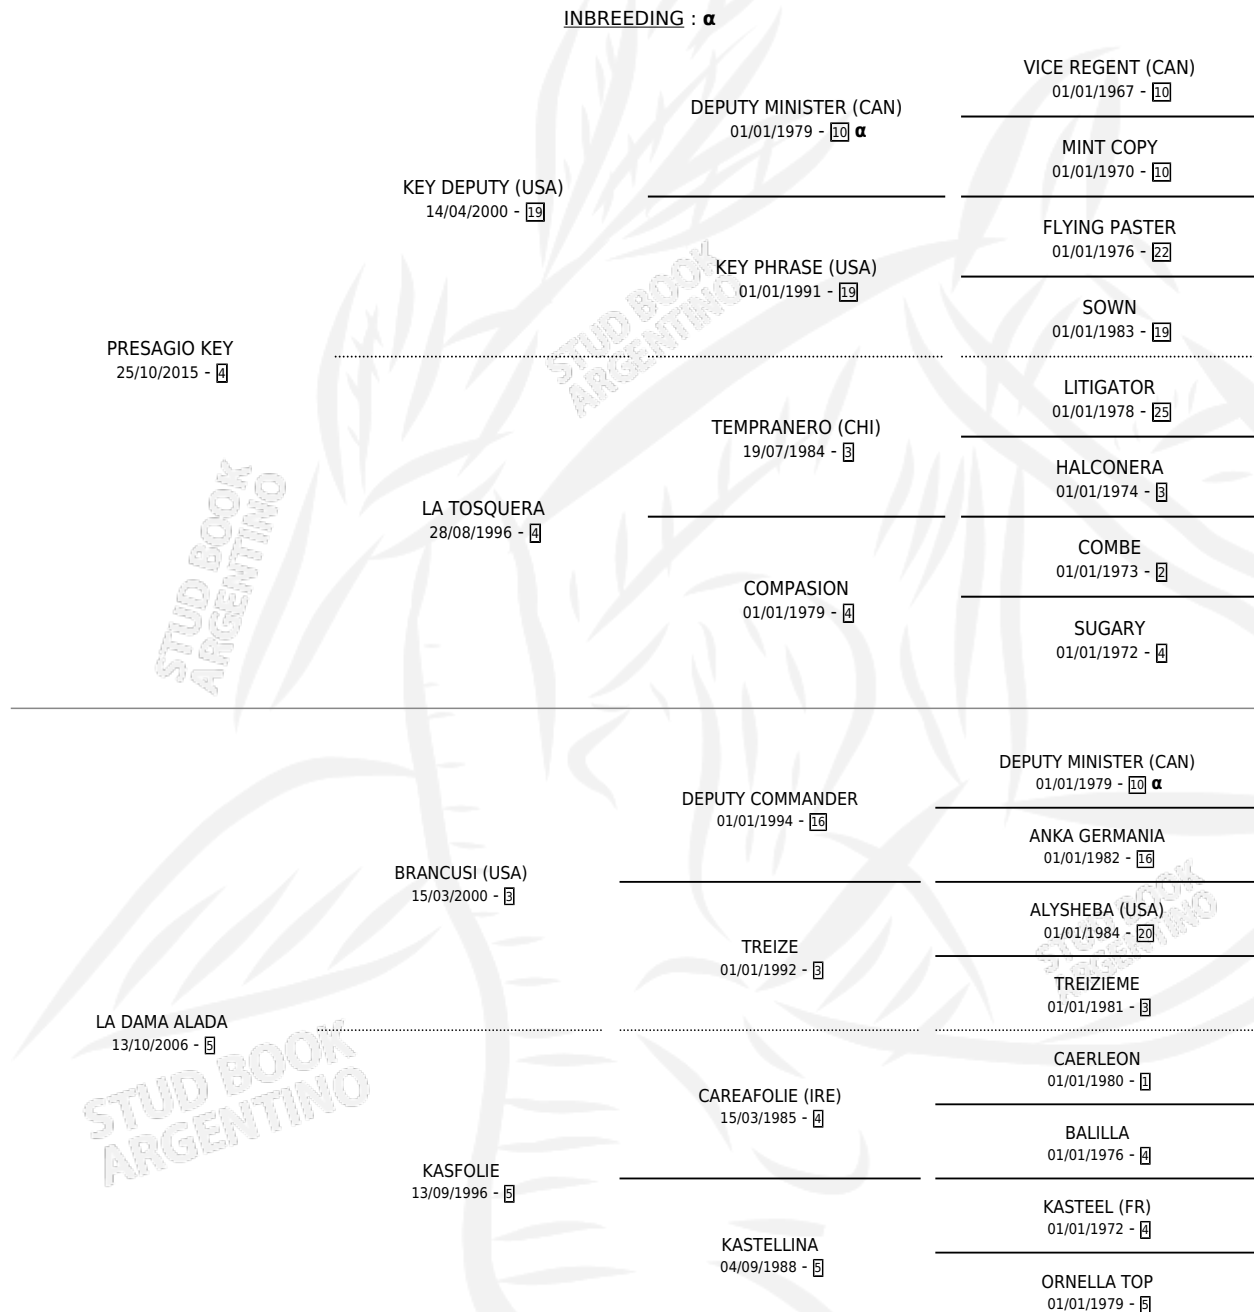 INBREEDING : α
VICE REGENT (CAN)
01/01/1967 - 10
DEPUTY MINISTER (CAN)
01/01/1979 - 10 α
MINT COPY
01/01/1970 - 10
KEY DEPUTY (USA)
14/04/2000 - 19
FLYING PASTER
01/01/1976 - 22
KEY PHRASE (USA)
01/01/1991 - 19
SOWN
01/01/1983 - 19
PRESAGIO KEY
25/10/2015 - 4
LITIGATOR
01/01/1978 - 25
TEMPRANERO (CHI)
19/07/1984 - 3
HALCONERA
01/01/1974 - 3
LA TOSQUERA
28/08/1996 - 4
COMBE
01/01/1973 - 2
COMPASION
01/01/1979 - 4
SUGARY
01/01/1972 - 4
DEPUTY MINISTER (CAN)
01/01/1979 - 10 α
DEPUTY COMMANDER
01/01/1994 - 16
ANKA GERMANIA
01/01/1982 - 16
BRANCUSI (USA)
15/03/2000 - 3
ALYSHEBA (USA)
01/01/1984 - 20
TREIZE
01/01/1992 - 3
TREIZIEME
01/01/1981 - 3
LA DAMA ALADA
13/10/2006 - 5
CAERLEON
01/01/1980 - 1
CAREAFOLIE (IRE)
15/03/1985 - 4
BALILLA
01/01/1976 - 4
KASFOLIE
13/09/1996 - 5
KASTEEL (FR)
01/01/1972 - 4
KASTELLINA
04/09/1988 - 5
ORNELLA TOP
01/01/1979 - 5
STUD BOOK
ARGENTINO
STUD BOOK
ARGENTINO
STUD BOOK
ARGENTINO
STUD BOOK
ARGENTINO